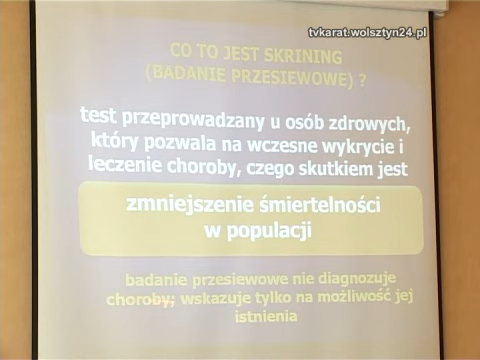 tvkarat.wolsztyn24.pl
CO TO JEST SKRINING
(BADANIE PRZESIEWOWE) ?
test przeprowadzany u osób zdrowych,
który pozwala na wczesne wykrycie i
leczenie choroby, czego skutkiem jest
zmniejszenie śmiertelności
w populacji
badanie przesiewowe nie diagnozuje
choroby; wskazuje tylko na możliwość jej
istnienia